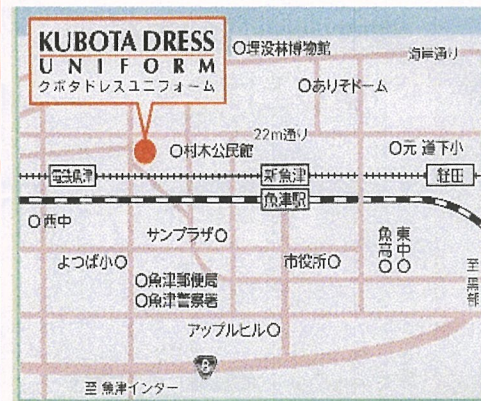 KUBOTA DRESS
UNIFORM
クボタドレスユニフォーム
埋没林博物館
海岸通り
ありそドーム
22m通り
村木公民館
元 道下小
電鉄魚津
新魚津
経田
魚津駅
西中
サンプラザ
魚高
東中
よつば小
市役所
至 黒部
魚津郵便局
魚津警察署
アップルヒル
8
至 魚津インター